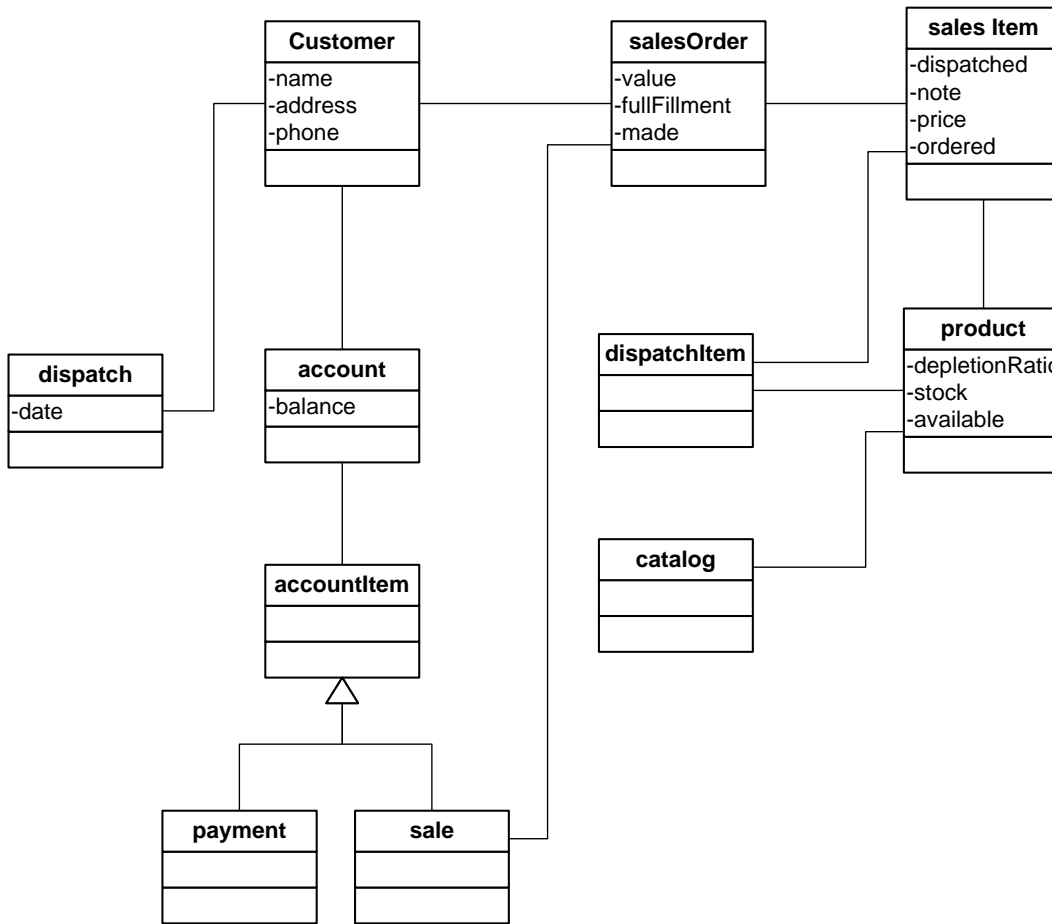 Customer
-name
-address
-phone
salesOrder
-value
-fullFillment
-made
sales Item
-dispatched
-note
-price
-ordered
dispatch
-date
account
-balance
dispatchItem
product
-depletionRatio
-stock
-available
accountItem
catalog
payment
sale